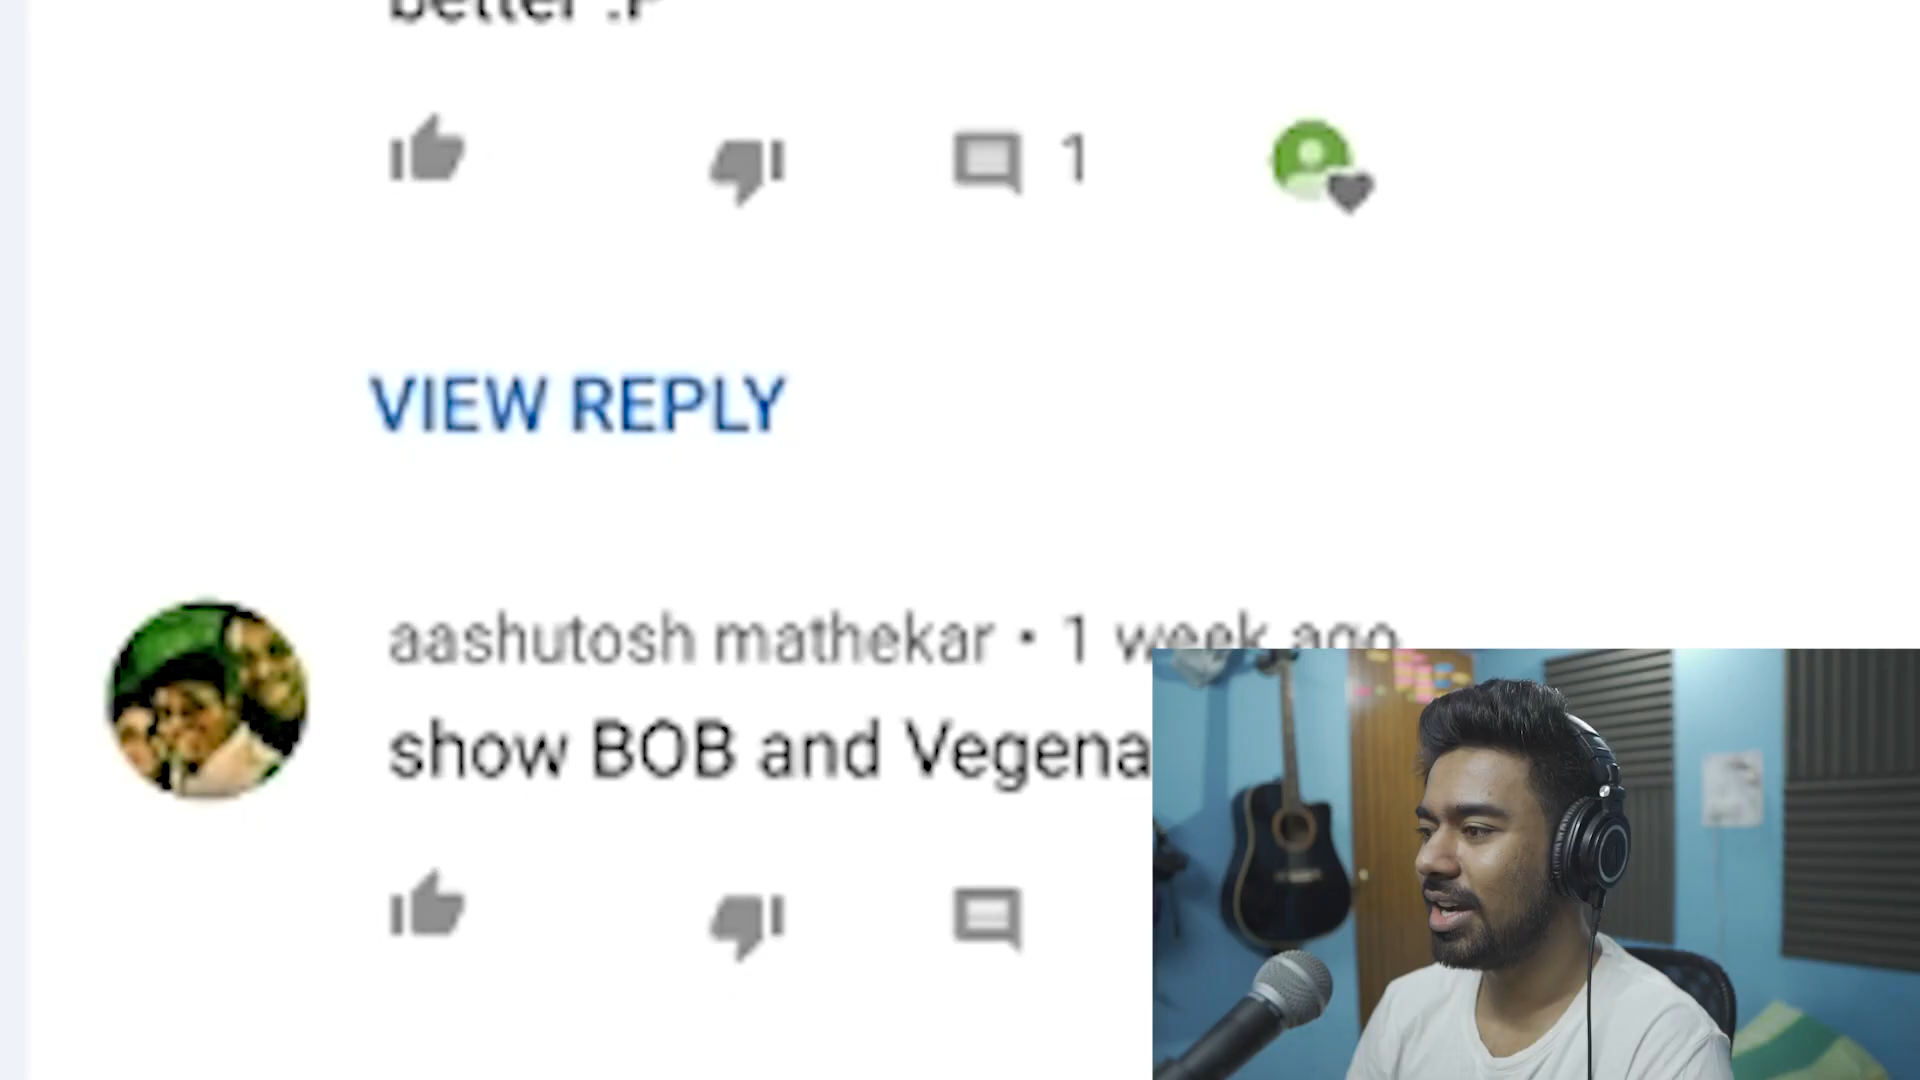 better :P
1
VIEW REPLY
aashutosh mathekar • 1 week ago
show BOB and Vegena